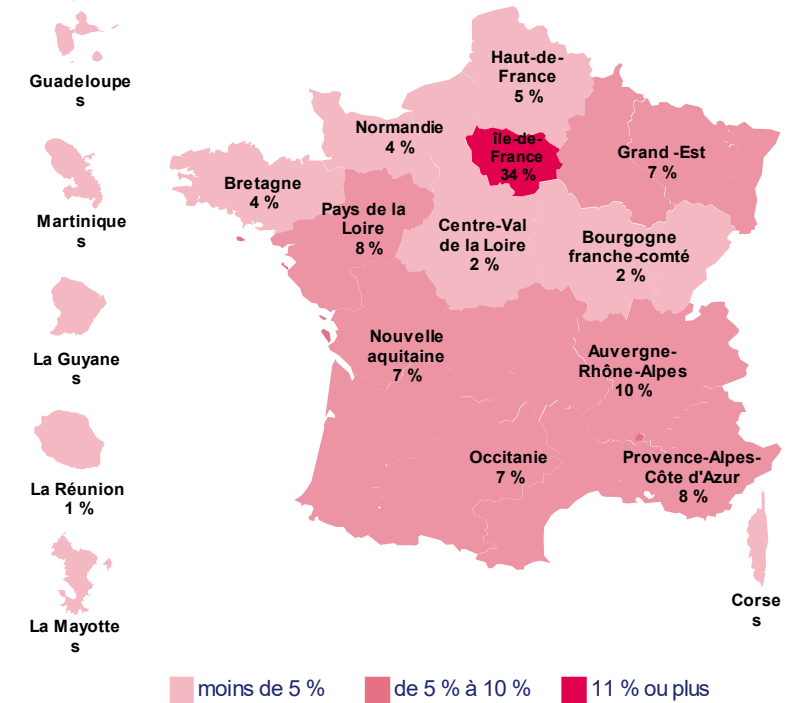 Guadeloupe
s
Martinique
s
La Guyane
s
La Réunion
1 %
La Mayotte
s
Haut-de-
France
5 %
Normandie
4 %
île-de-
France
34 %
Grand -Est
7 %
Bretagne
4 %
Pays de la
Loire
8 %
Centre-Val
de la Loire
2 %
Bourgogne
franche-comté
2 %
Nouvelle
aquitaine
7 %
Auvergne-
Rhône-Alpes
10 %
Occitanie
7 %
Provence-Alpes-
Côte d'Azur
8 %
Corse
s
moins de 5 %
de 5 % à 10 %
11 % ou plus